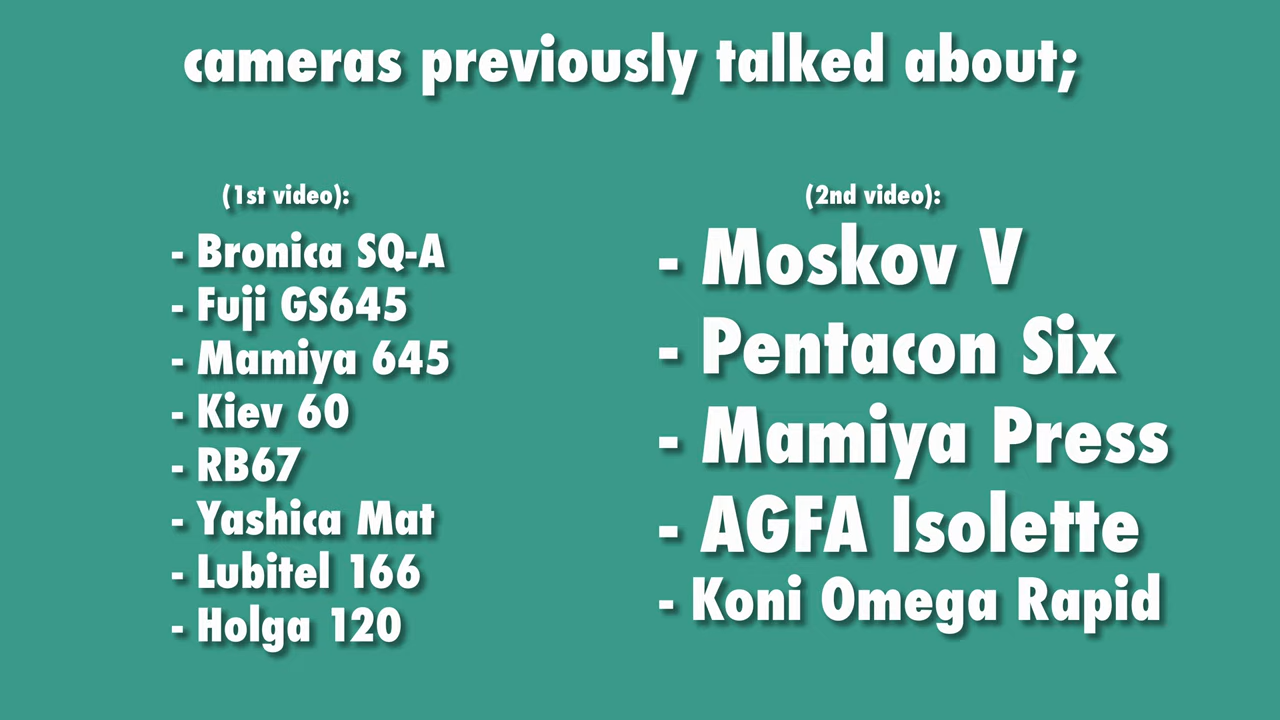 cameras previously talked about;
(1st video):
- Bronica SQ-A
- Fuji GS645
- Mamiya 645
- Kiev 60
- RB67
- Yashica Mat
- Lubitel 166
- Holga 120
(2nd video):
- Moskov V
- Pentacon Six
- Mamiya Press
- AGFA Isolette
- Koni Omega Rapid